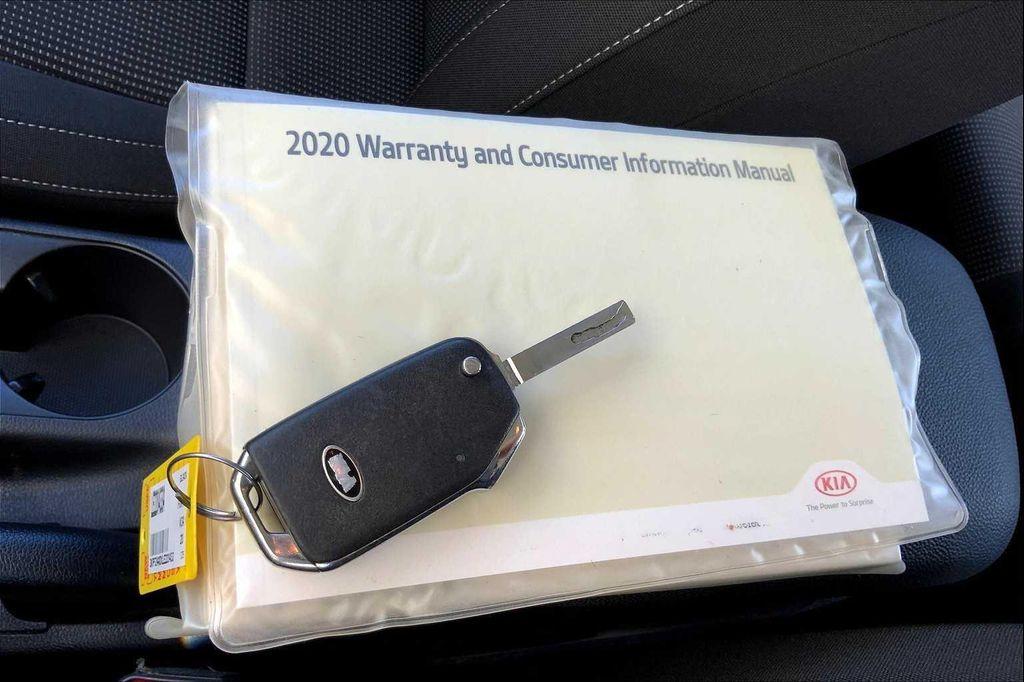 2020 Warranty and Consumer Information Manual
KIA
The Power to Surprise